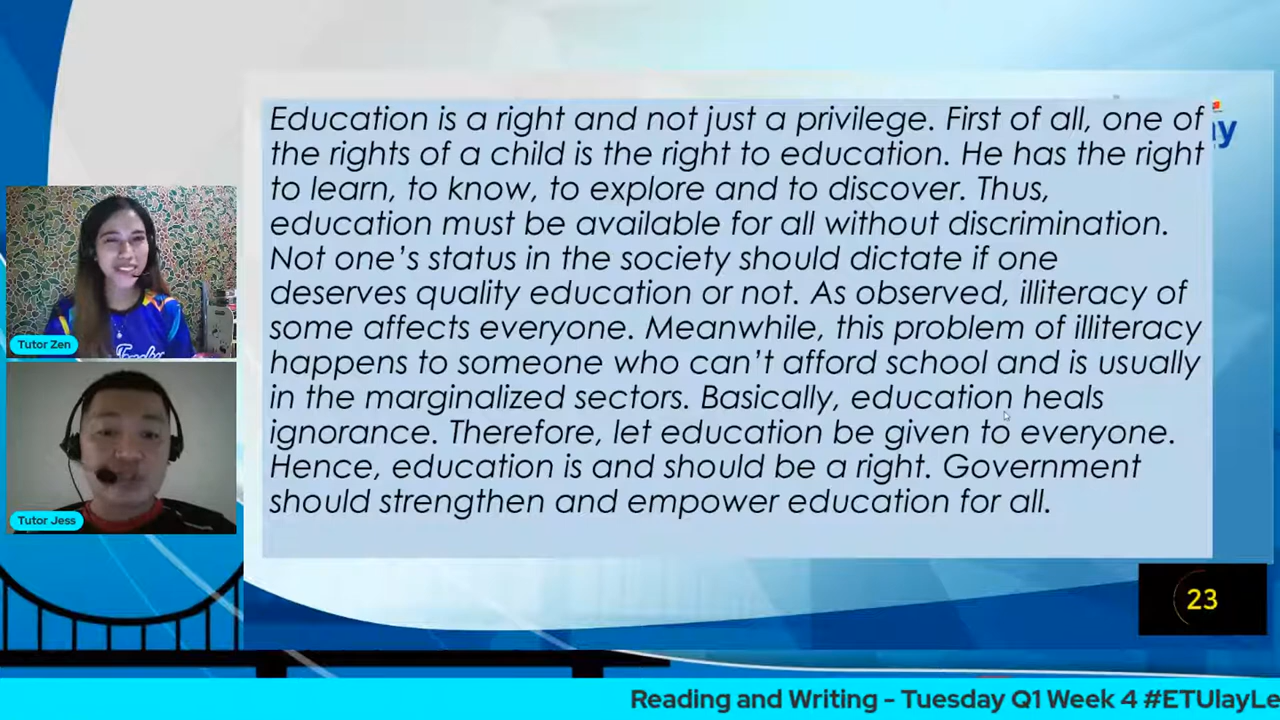 Education is a right and not just a privilege. First of all, one of
the rights of a child is the right to education. He has the right
to learn, to know, to explore and to discover. Thus,
education must be available for all without discrimination.
Not one's status in the society should dictate if one
deserves quality education or not. As observed, illiteracy of
some affects everyone. Meanwhile, this problem of illiteracy
happens to someone who can't afford school and is usually
in the marginalized sectors. Basically, education heals
ignorance. Therefore, let education be given to everyone.
Hence, education is and should be a right. Government
should strengthen and empower education for all.
Tutor Zen
Tutor Jess
23
Reading and Writing - Tuesday Q1 Week 4 #ETUlayLe